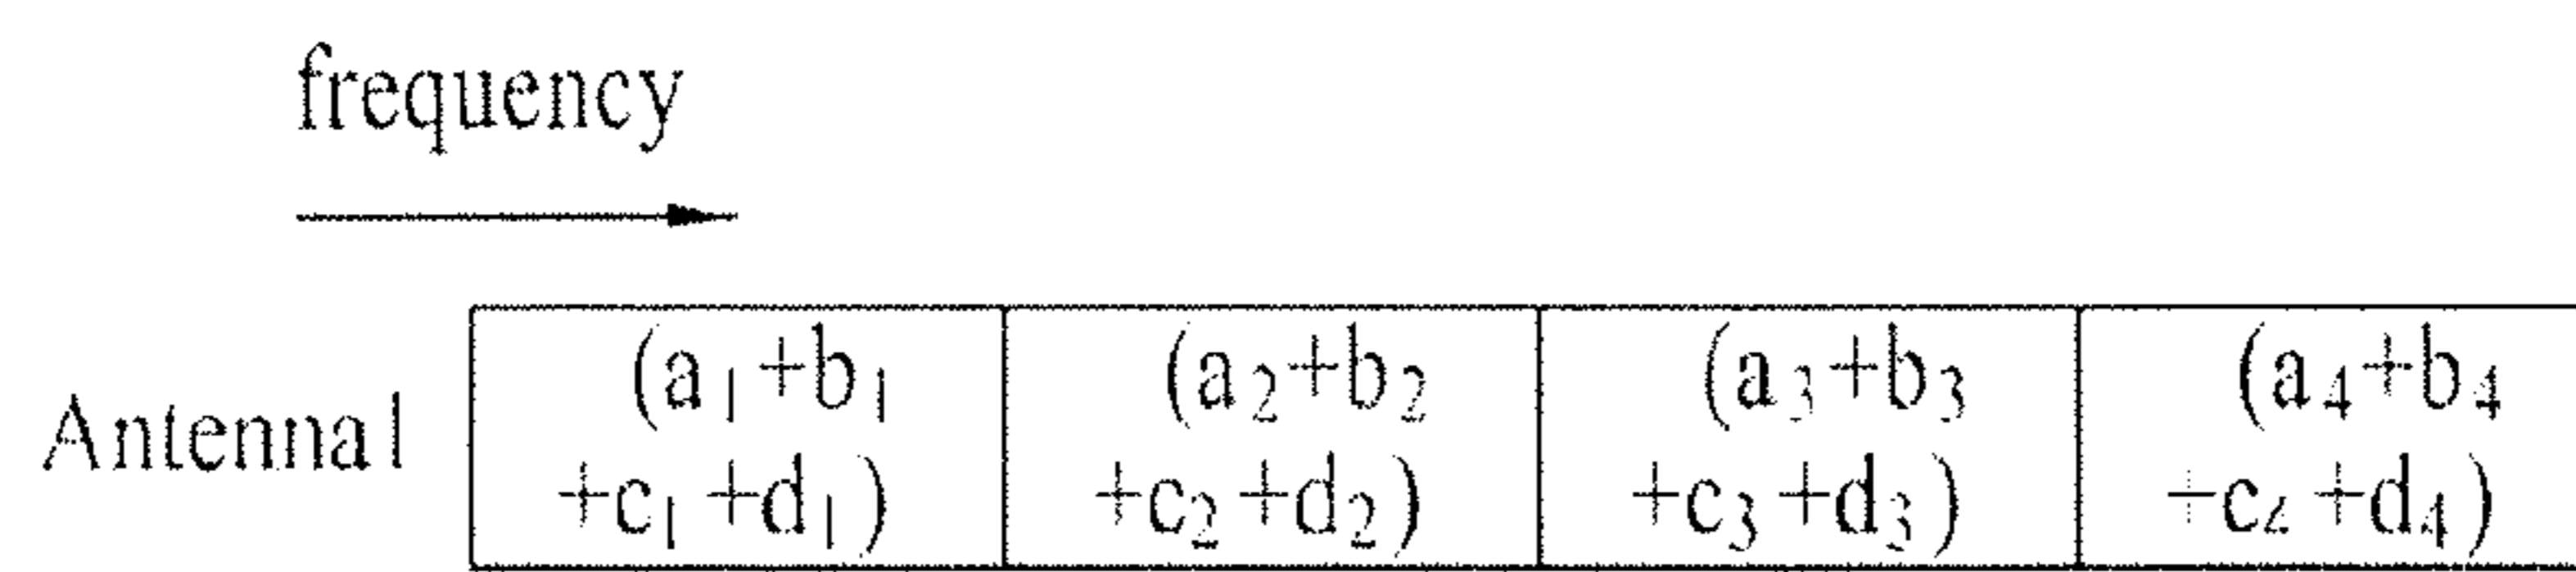 frequency
Antenna1 (a₁+b₁ (a₂+b₂ (a₃+b₃ (a₄+b₄
+c₁+d₁) +c₂+d₂) +c₃+d₃) +c₄+d₄)